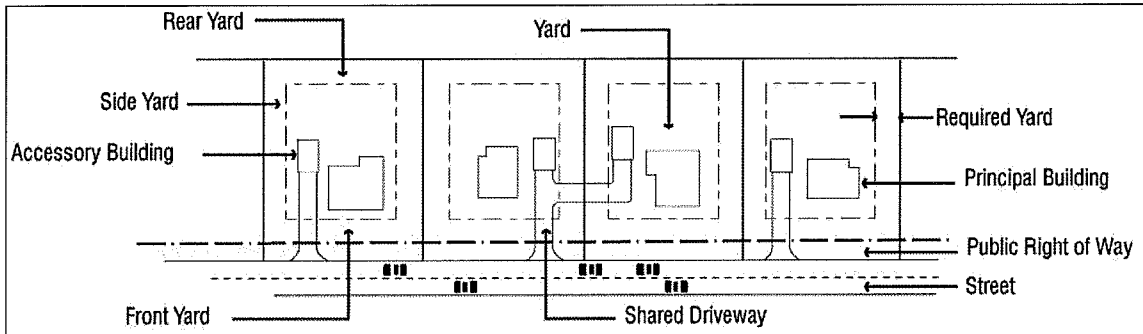 Rear Yard
Yard
Side Yard
Required Yard
Accessory Building
Principal Building
Public Right of Way
Street
Front Yard
Shared Driveway